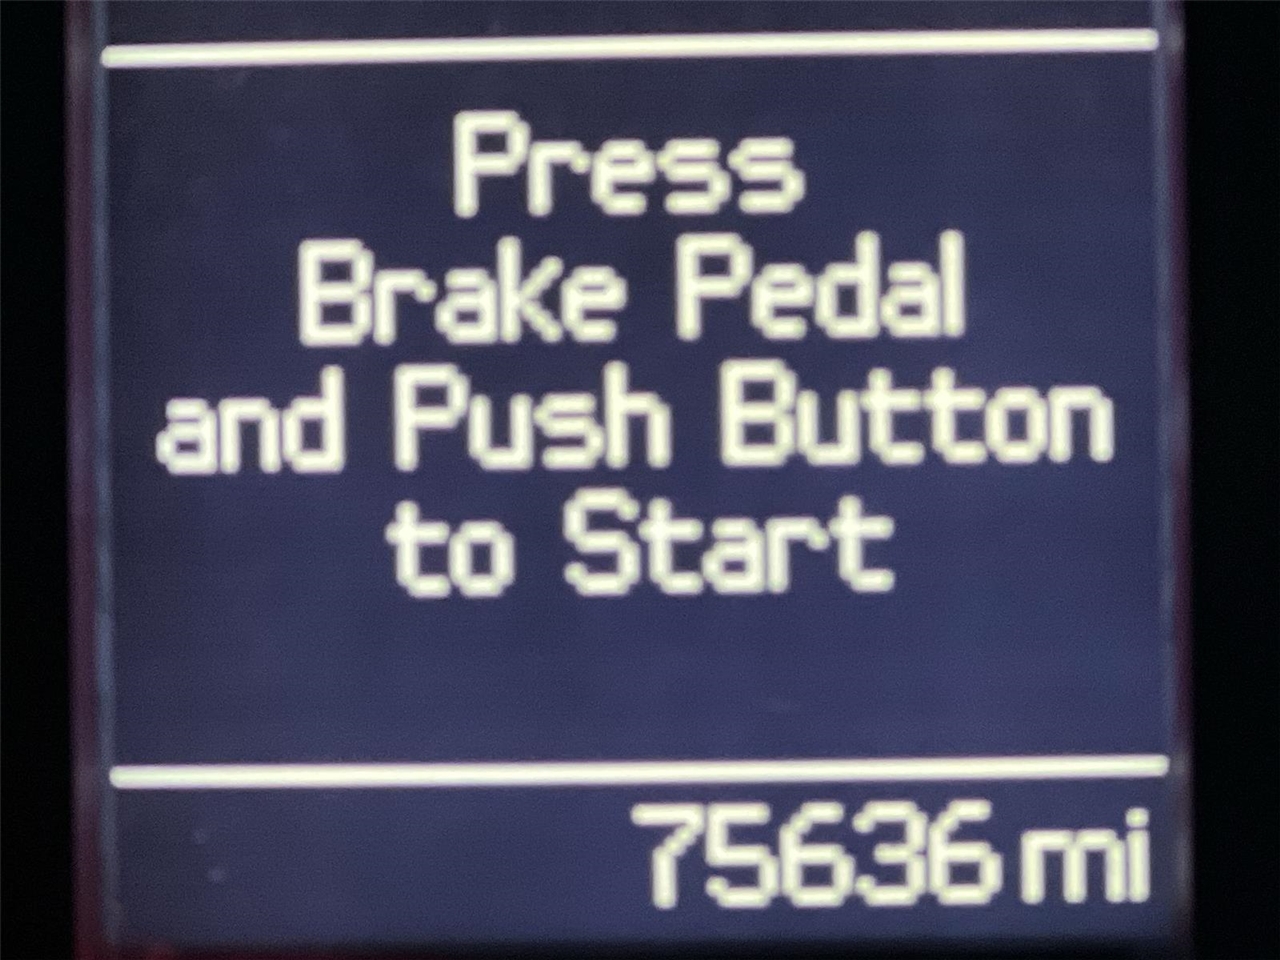 Press
Brake Pedal
and Push Button
to Start
75636 mi